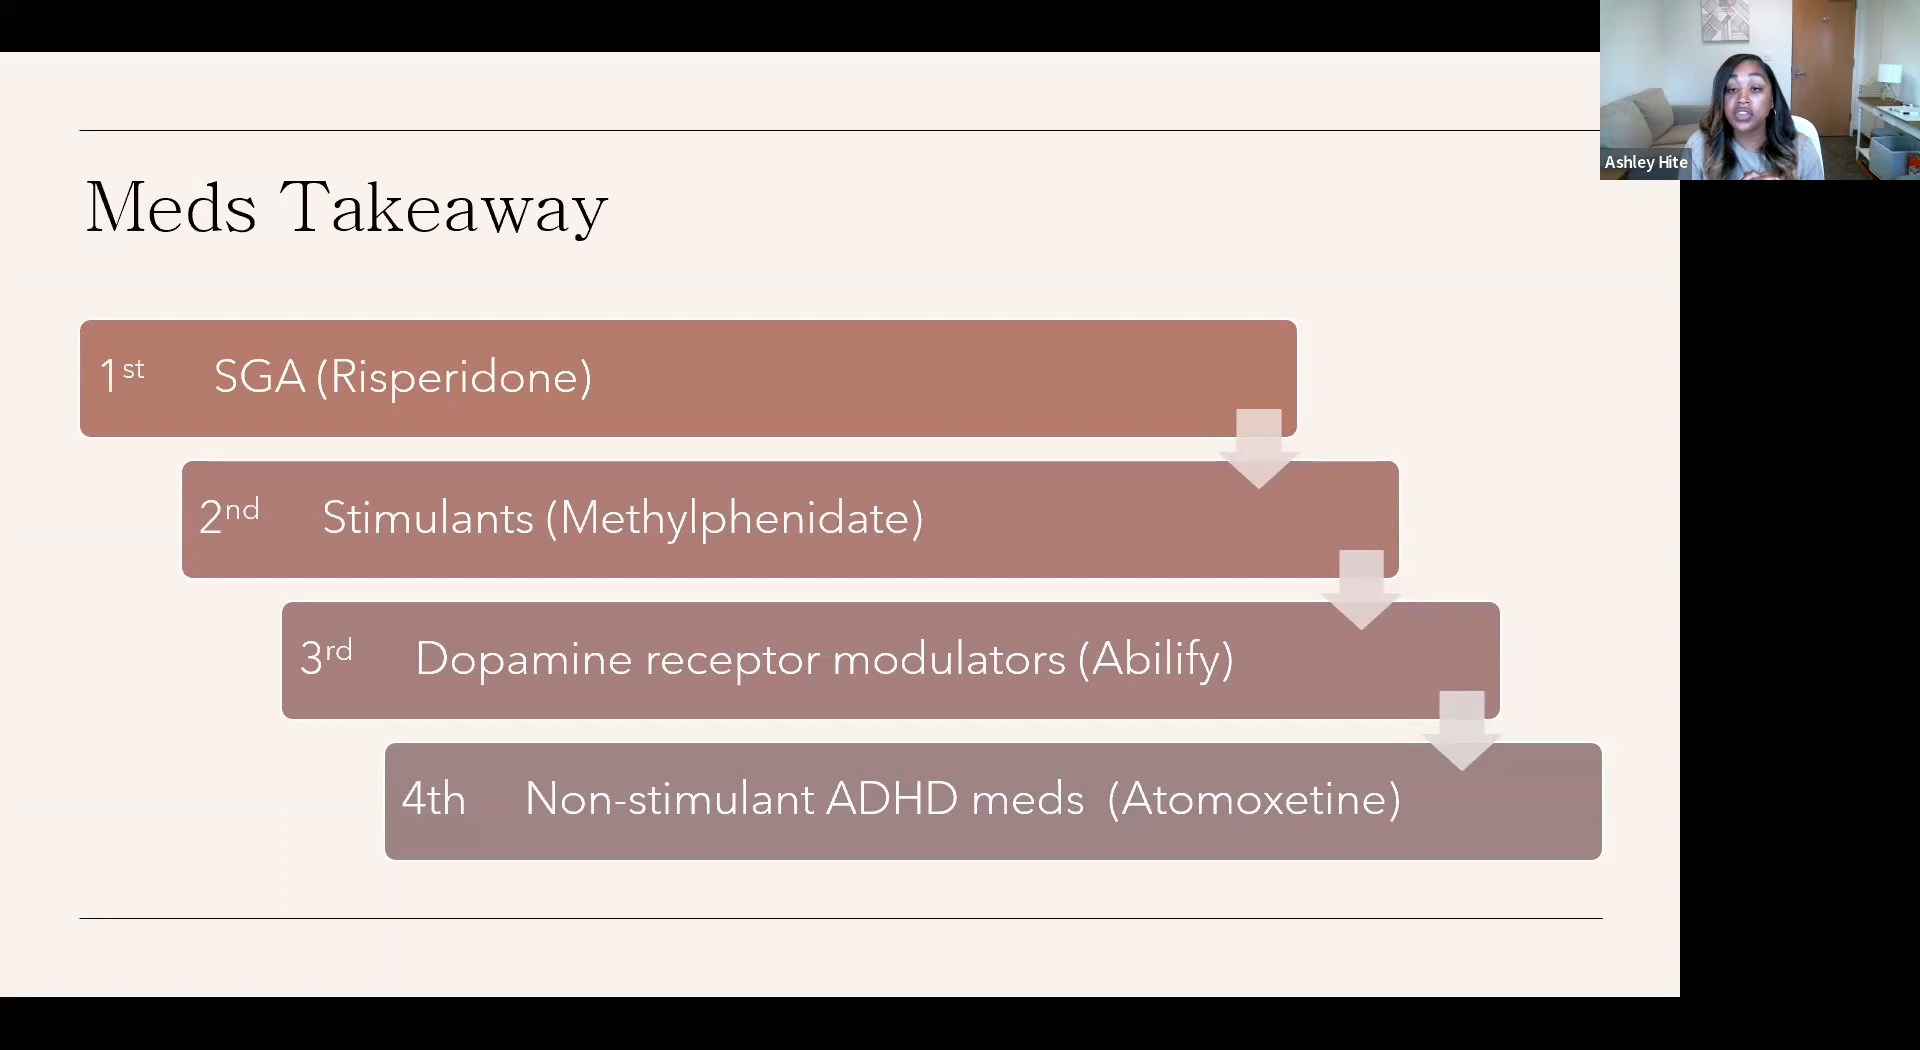 Meds Takeaway
1st SGA (Risperidone)
2nd Stimulants (Methylphenidate)
3rd Dopamine receptor modulators (Abilify)
4th Non-stimulant ADHD meds (Atomoxetine)
Ashley Hite